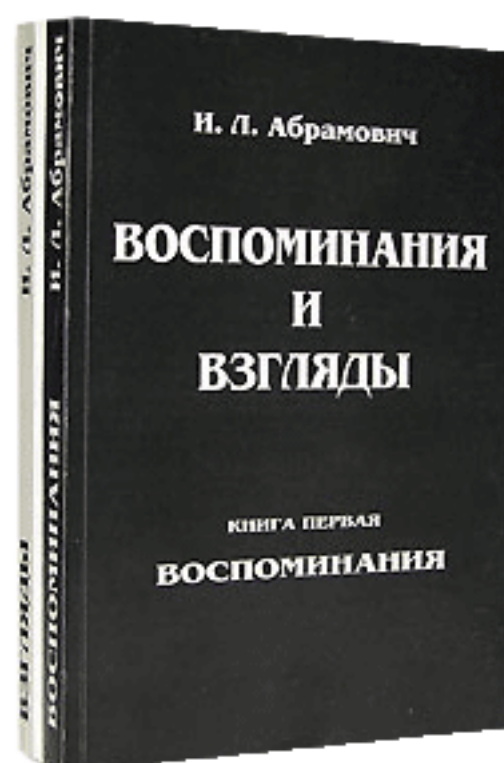 И. Л. Абрамович
ВОСПОМИНАНИЯ
И
ВЗГЛЯДЫ
КНИГА ПЕРВАЯ
ВОСПОМИНАНИЯ
И. Л. Абрамович
ВОСПОМИНАНИЯ
И. Л. Абрамович
ВЗГЛЯДЫ